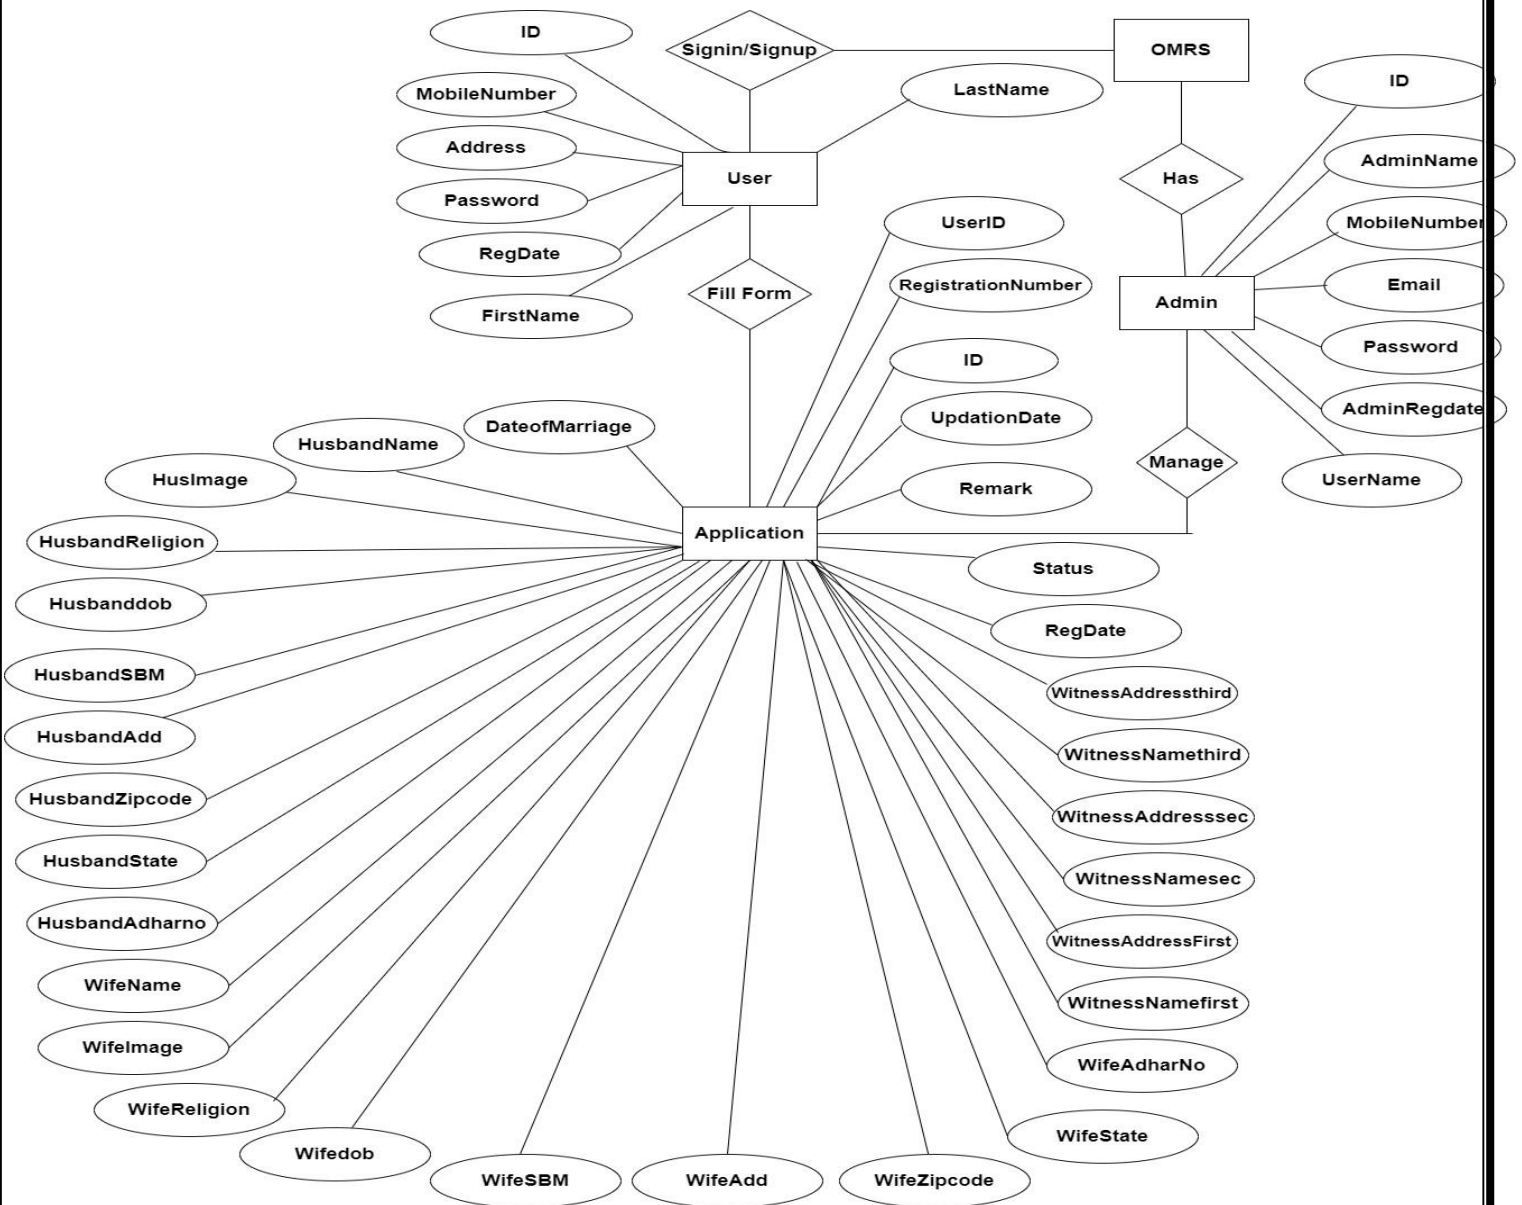 ID
Signin/Signup
OMRS
MobileNumber
LastName
ID
Address
User
Has
AdminName
Password
MobileNumber
RegDate
UserID
Fill Form
RegistrationNumber
Email
Admin
FirstName
ID
Password
UpdationDate
AdminRegdate
DateofMarriage
HusbandName
Manage
UserName
HusImage
Remark
Application
HusbandReligion
Status
Husbanddob
RegDate
HusbandSBM
WitnessAddressthird
HusbandAdd
WitnessNamethird
HusbandZipcode
WitnessAddresssec
HusbandState
WitnessNamesec
HusbandAdharno
WitnessAddressFirst
WifeName
WitnessNamefirst
WifeImage
WifeAdharNo
WifeReligion
WifeState
Wifedob
WifeSBM
WifeAdd
WifeZipcode